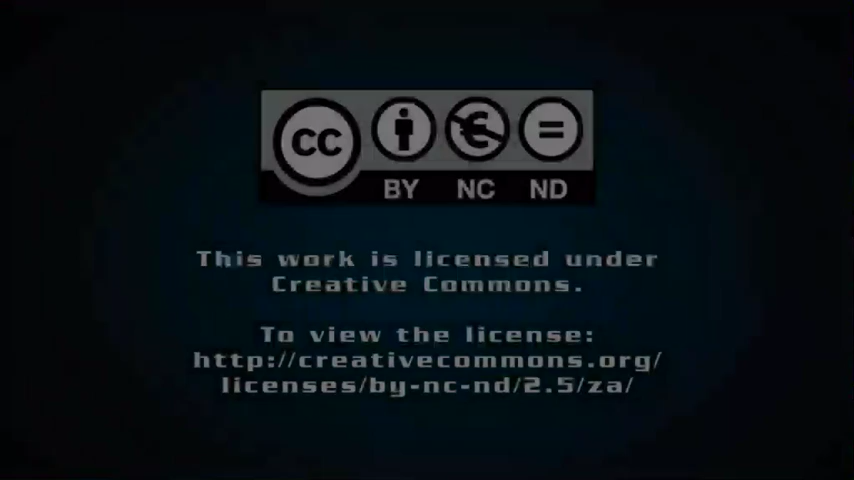 CC
BY NC ND
This work is licensed under
Creative Commons.
To view the license:
http://creativecommons.org/
licenses/by-nc-nd/2.5/za/